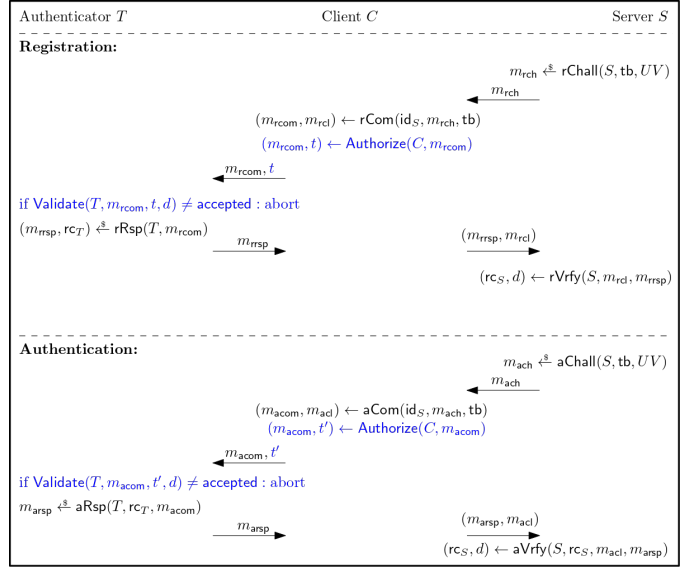 Authenticator T Client C Server S
Registration:
m_rch ←$ rChall(S, tb, UV)
m_rch
(m_rcom, m_rcl) ← rCom(id_S, m_rch, tb)
(m_rcom, t) ← Authorize(C, m_rcom)
m_rcom, t
if Validate(T, m_rcom, t, d) ≠ accepted : abort
(m_rrsp, rc_T) ←$ rRsp(T, m_rcom)
m_rrsp
(m_rrsp, m_rcl)
(rc_S, d) ← rVrfy(S, m_rcl, m_rrsp)
Authentication:
m_ach ←$ aChall(S, tb, UV)
m_ach
(m_acom, m_acl) ← aCom(id_S, m_ach, tb)
(m_acom, t′) ← Authorize(C, m_acom)
m_acom, t′
if Validate(T, m_acom, t′, d) ≠ accepted : abort
m_arsp ←$ aRsp(T, rc_T, m_acom)
m_arsp
(m_arsp, m_acl)
(rc_S, d) ← aVrfy(S, rc_S, m_acl, m_arsp)